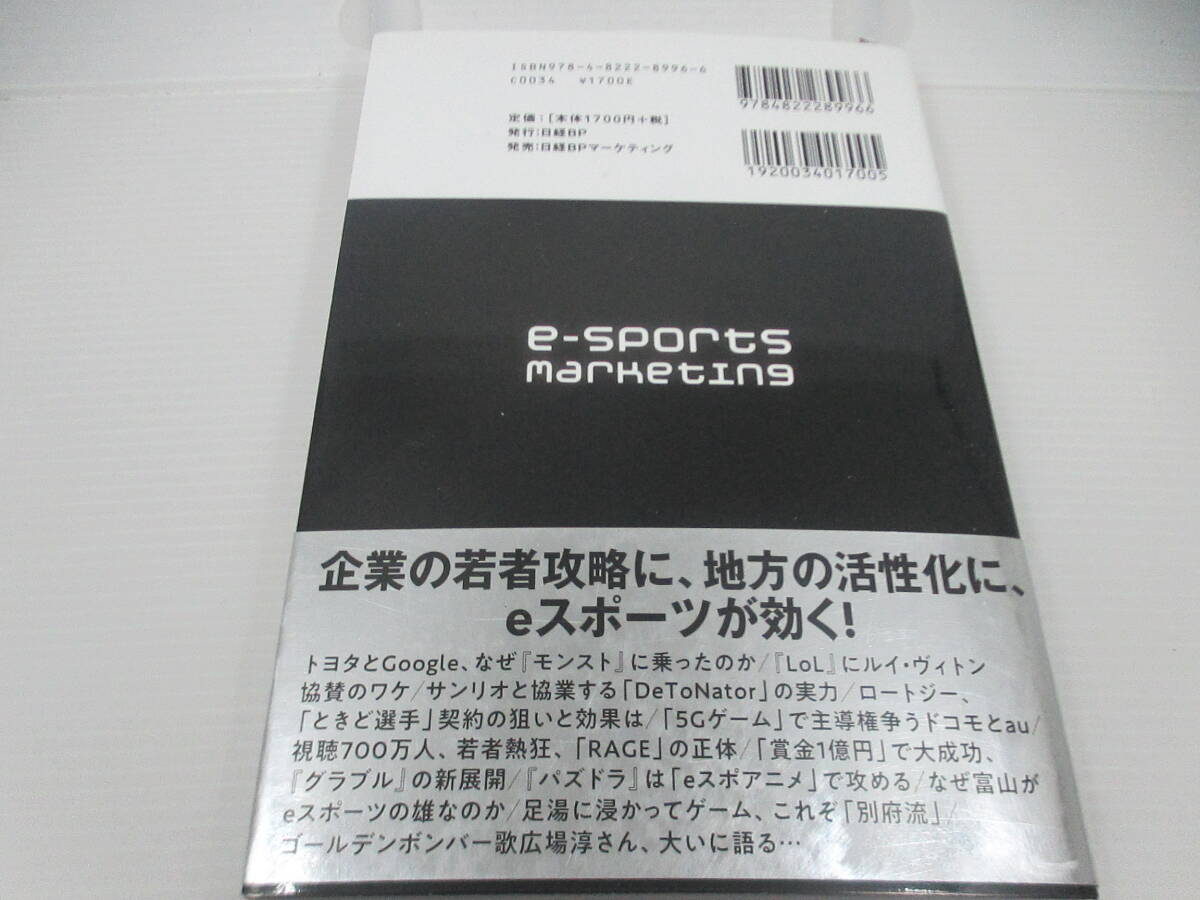 ISBN978-4-8222-8996-6
C0034 ¥1700E
9784822289966
定価:[本体1700円+税]
発行:日経BP
発売:日経BPマーケティング
1920034017005
e-sports
marketing
企業の若者攻略に、地方の活性化に、
eスポーツが効く!
トヨタとGoogle、なぜ『モンスト』に乗ったのか/『LoL』にルイ・ヴィトン
協賛のワケ/サンリオと協業する「DeToNator」の実力/ロートジー、
「ときど選手」契約の狙いと効果は/「5Gゲーム」で主導権争うドコモとau/
視聴700万人、若者熱狂、「RAGE」の正体/「賞金1億円」で大成功、
『グラブル』の新展開/『パズドラ』は「eスポアニメ」で攻める/なぜ富山が
eスポーツの雄なのか/足湯に浸かってゲーム、これぞ「別府流」/
ゴールデンボンバー歌広場淳さん、大いに語る…